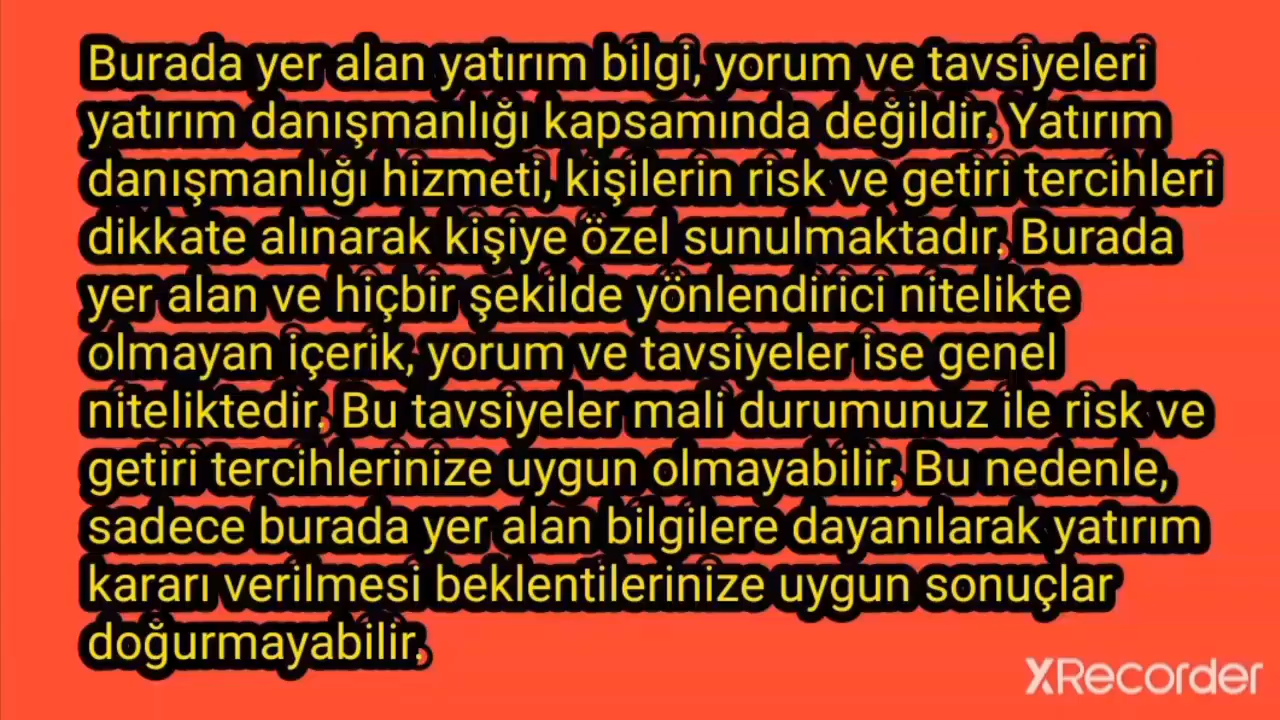 Burada yer alan yatırım bilgi, yorum ve tavsiyeleri
yatırım danışmanlığı kapsamında değildir. Yatırım
danışmanlığı hizmeti, kişilerin risk ve getiri tercihleri
dikkate alınarak kişiye özel sunulmaktadır. Burada
yer alan ve hiçbir şekilde yönlendirici nitelikte
olmayan içerik, yorum ve tavsiyeler ise genel
niteliktedir. Bu tavsiyeler mali durumunuz ile risk ve
getiri tercihlerinize uygun olmayabilir. Bu nedenle,
sadece burada yer alan bilgilere dayanılarak yatırım
kararı verilmesi beklentilerinize uygun sonuçlar
doğurmayabilir.
XRecorder